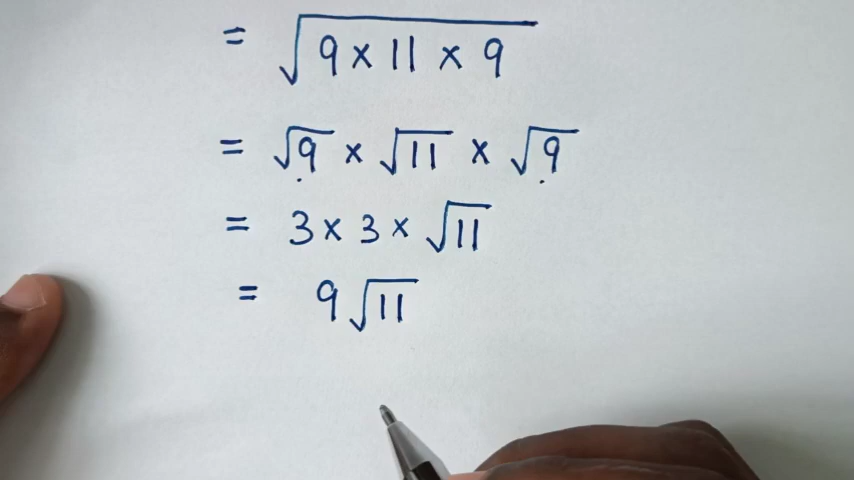 = √(9 × 11 × 9)
= √9 × √11 × √9
= 3 × 3 × √11
= 9√11